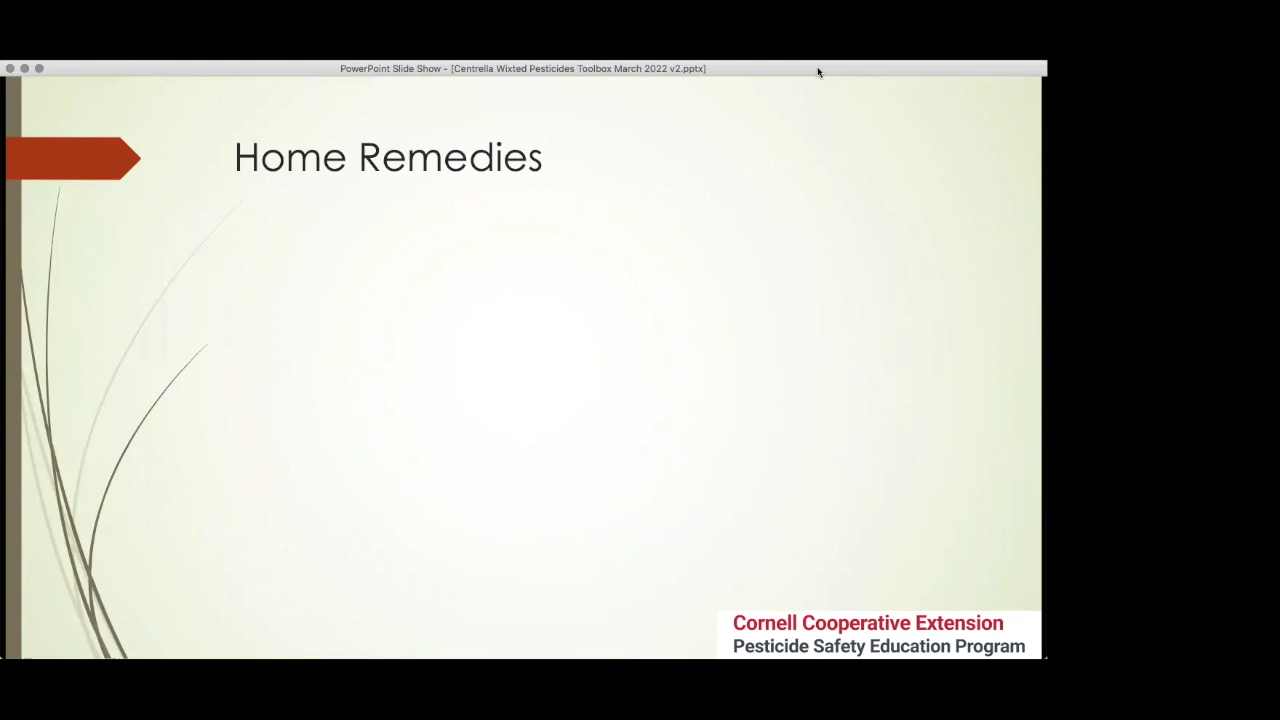 PowerPoint Slide Show - [Centrella Wixted Pesticides Toolbox March 2022 v2.pptx]
Home Remedies
Cornell Cooperative Extension
Pesticide Safety Education Program